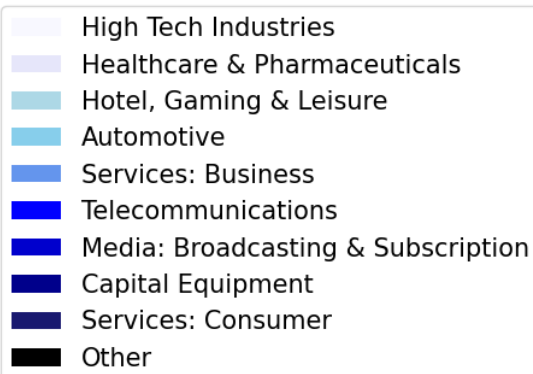 High Tech Industries
Healthcare & Pharmaceuticals
Hotel, Gaming & Leisure
Automotive
Services: Business
Telecommunications
Media: Broadcasting & Subscription
Capital Equipment
Services: Consumer
Other